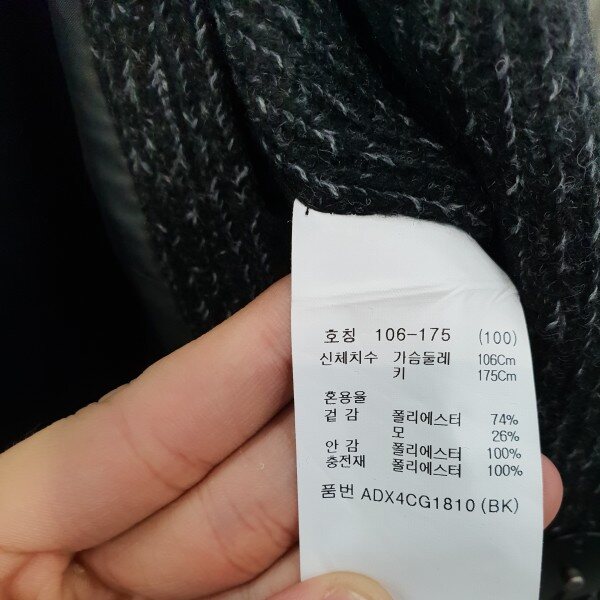 호칭 106-175 (100)
신체치수 가슴둘레 106Cm
키 175Cm
혼용율
겉 감 폴리에스터 74%
모 26%
안 감 폴리에스터 100%
충전재 폴리에스터 100%
품번 ADX4CG1810 (BK)